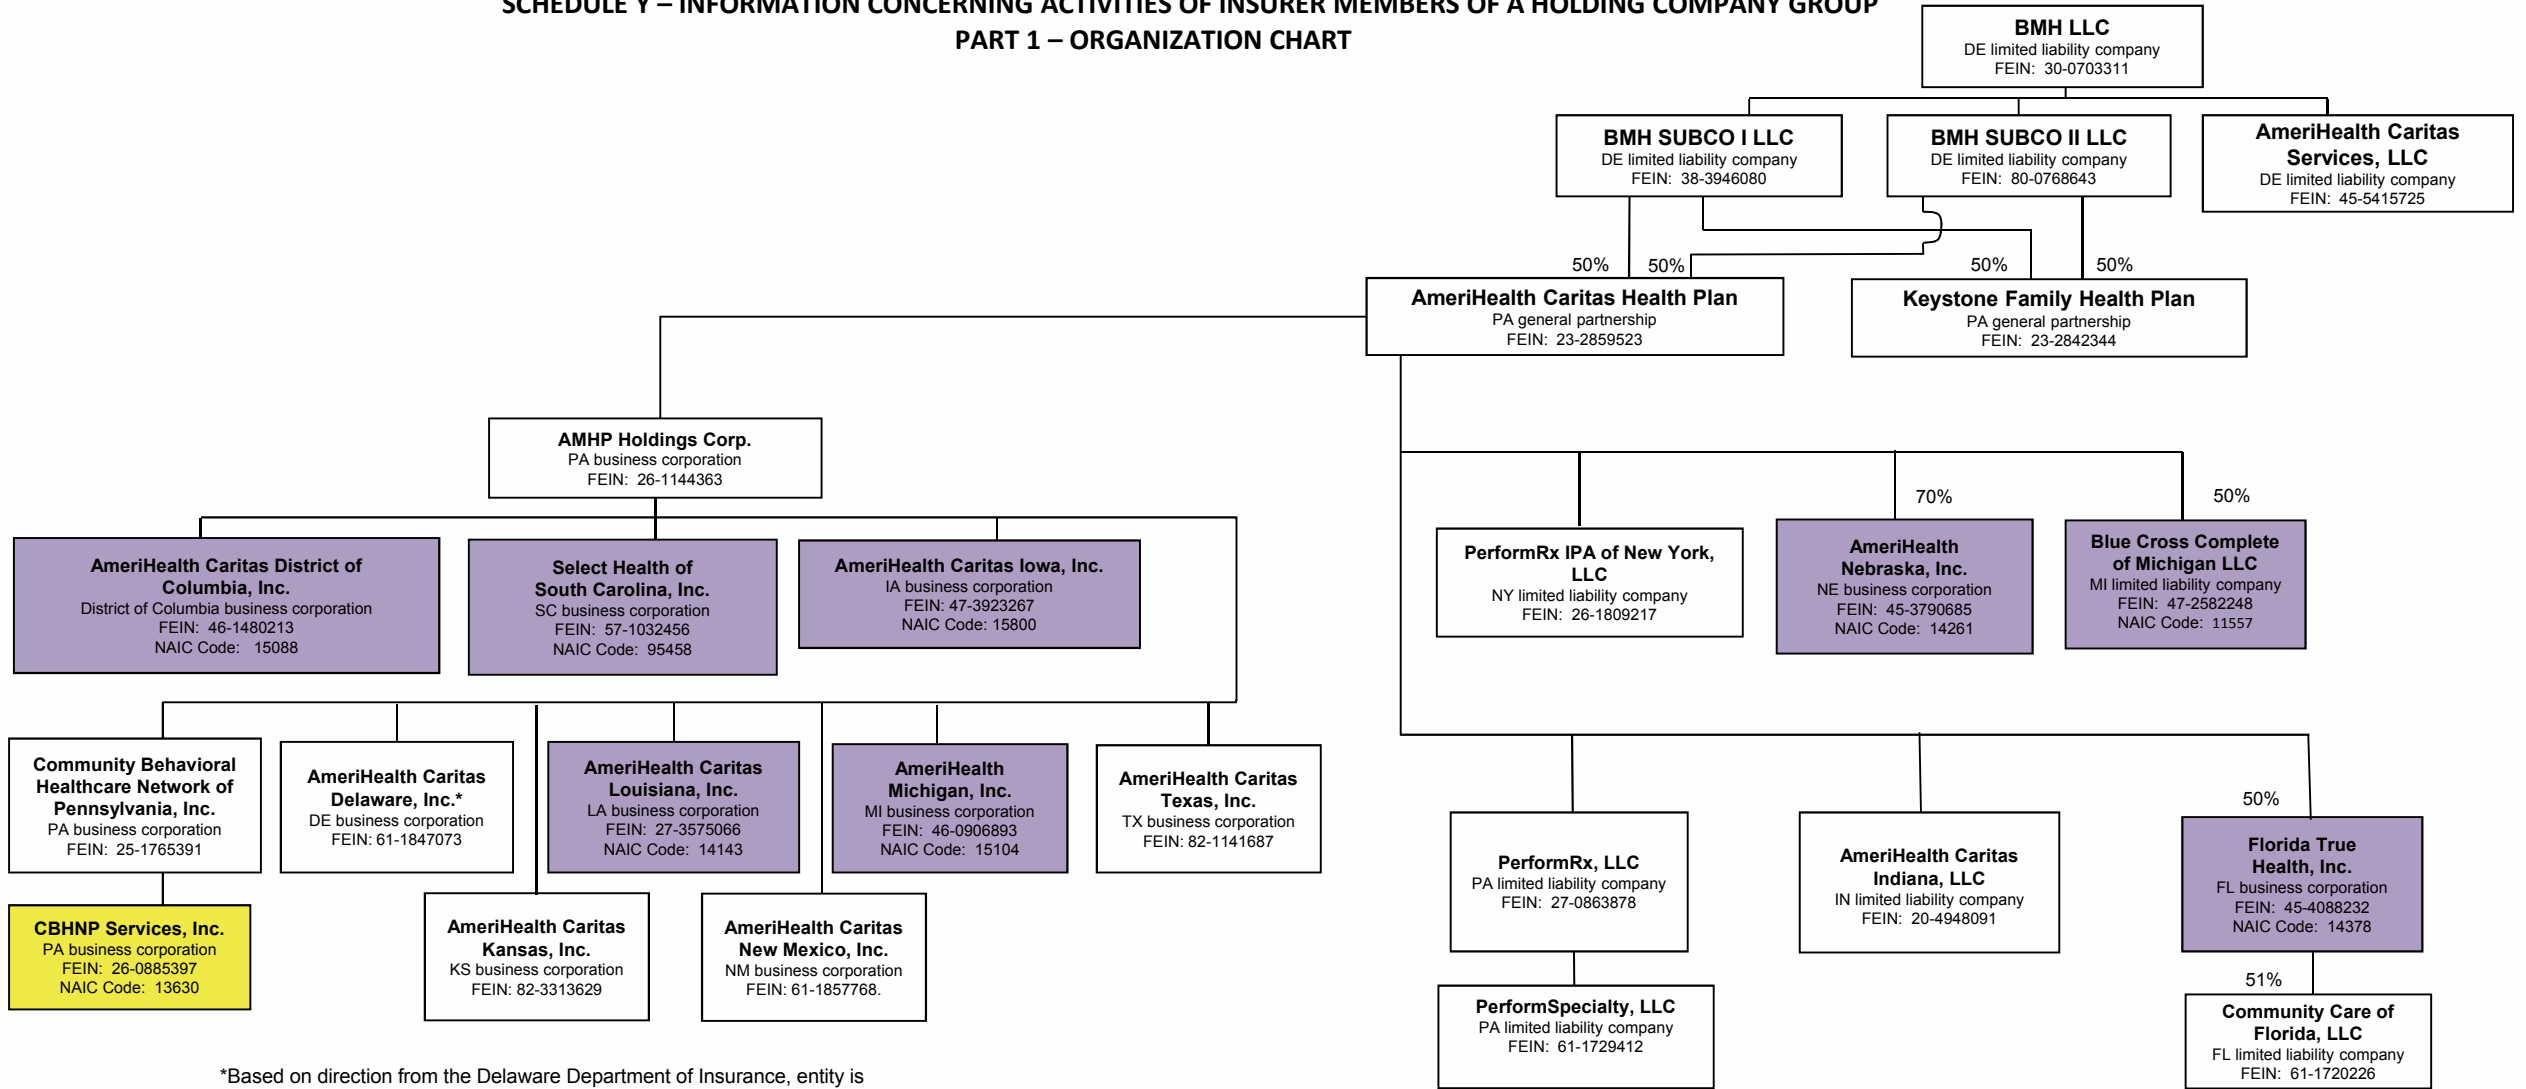 SCHEDULE Y – INFORMATION CONCERNING ACTIVITIES OF INSURER MEMBERS OF A HOLDING COMPANY GROUP
PART 1 – ORGANIZATION CHART
BMH LLC
DE limited liability company
FEIN: 30-0703311
BMH SUBCO I LLC
DE limited liability company
FEIN: 38-3946080
BMH SUBCO II LLC
DE limited liability company
FEIN: 80-0768643
AmeriHealth Caritas
Services, LLC
DE limited liability company
FEIN: 45-5415725
50%
50%
50%
50%
AmeriHealth Caritas Health Plan
PA general partnership
FEIN: 23-2859523
Keystone Family Health Plan
PA general partnership
FEIN: 23-2842344
AMHP Holdings Corp.
PA business corporation
FEIN: 26-1144363
70%
50%
AmeriHealth Caritas District of
Columbia, Inc.
District of Columbia business corporation
FEIN: 46-1480213
NAIC Code: 15088
Select Health of
South Carolina, Inc.
SC business corporation
FEIN: 57-1032456
NAIC Code: 95458
AmeriHealth Caritas Iowa, Inc.
IA business corporation
FEIN: 47-3923267
NAIC Code: 15800
PerformRx IPA of New York,
LLC
NY limited liability company
FEIN: 26-1809217
AmeriHealth
Nebraska, Inc.
NE business corporation
FEIN: 45-3790685
NAIC Code: 14261
Blue Cross Complete
of Michigan LLC
MI limited liability company
FEIN: 47-2582248
NAIC Code: 11557
Community Behavioral
Healthcare Network of
Pennsylvania, Inc.
PA business corporation
FEIN: 25-1765391
AmeriHealth Caritas
Delaware, Inc.*
DE business corporation
FEIN: 61-1847073
AmeriHealth Caritas
Louisiana, Inc.
LA business corporation
FEIN: 27-3575066
NAIC Code: 14143
AmeriHealth
Michigan, Inc.
MI business corporation
FEIN: 46-0906893
NAIC Code: 15104
AmeriHealth Caritas
Texas, Inc.
TX business corporation
FEIN: 82-1141687
PerformRx, LLC
PA limited liability company
FEIN: 27-0863878
AmeriHealth Caritas
Indiana, LLC
IN limited liability company
FEIN: 20-4948091
50%
Florida True
Health, Inc.
FL business corporation
FEIN: 45-4088232
NAIC Code: 14378
CBHNP Services, Inc.
PA business corporation
FEIN: 26-0885397
NAIC Code: 13630
AmeriHealth Caritas
Kansas, Inc.
KS business corporation
FEIN: 82-3313629
AmeriHealth Caritas
New Mexico, Inc.
NM business corporation
FEIN: 61-1857768.
PerformSpecialty, LLC
PA limited liability company
FEIN: 61-1729412
51%
Community Care of
Florida, LLC
FL limited liability company
FEIN: 61-1720226
*Based on direction from the Delaware Department of Insurance, entity is